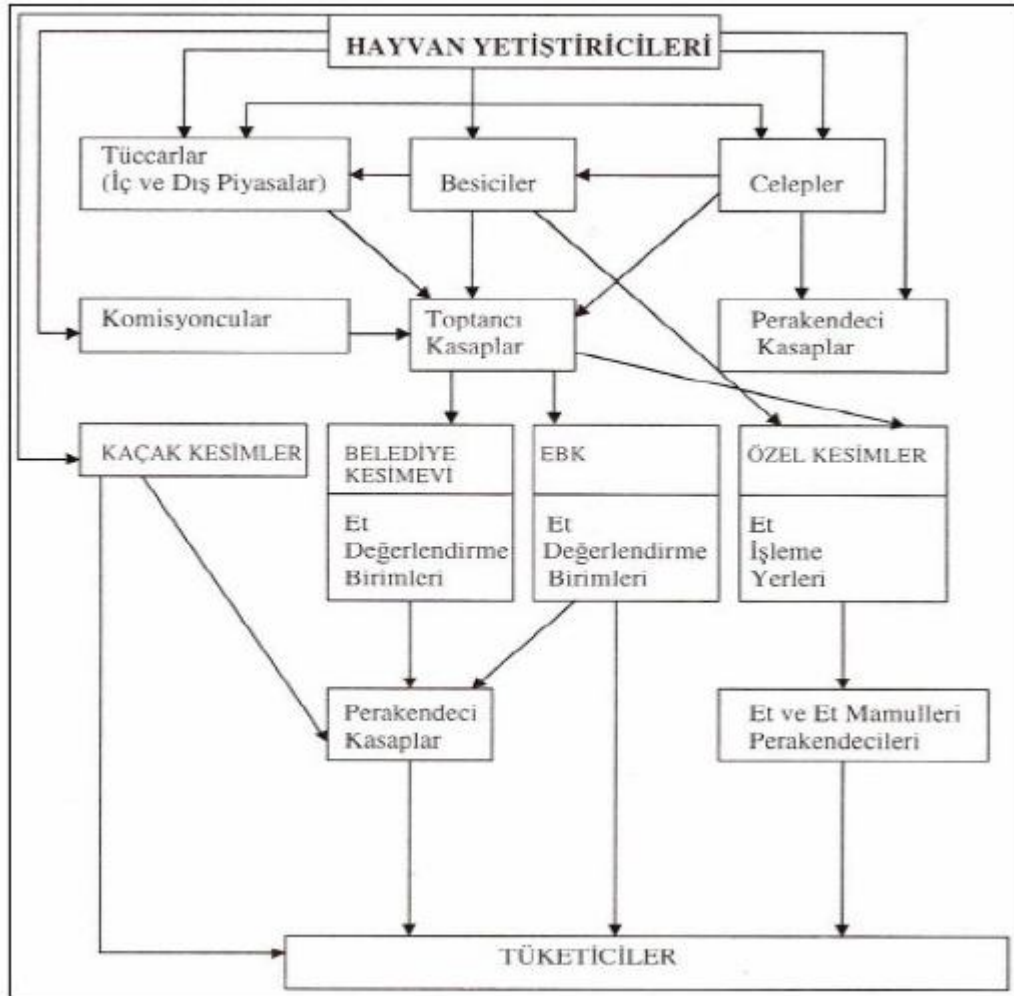 HAYVAN YETİŞTİRİCİLERİ
Tüccarlar
(İç ve Dış Piyasalar)
Besiciler
Celepler
Komisyoncular
Toptancı
Kasaplar
Perakendeci
Kasaplar
KAÇAK KESİMLER
BELEDİYE
KESİMEVİ
EBK
ÖZEL KESİMLER
Et
Değerlendirme
Birimleri
Et
Değerlendirme
Birimleri
Et
İşleme
Yerleri
Perakendeci
Kasaplar
Et ve Et Mamulleri
Perakendecileri
TÜKETİCİLER